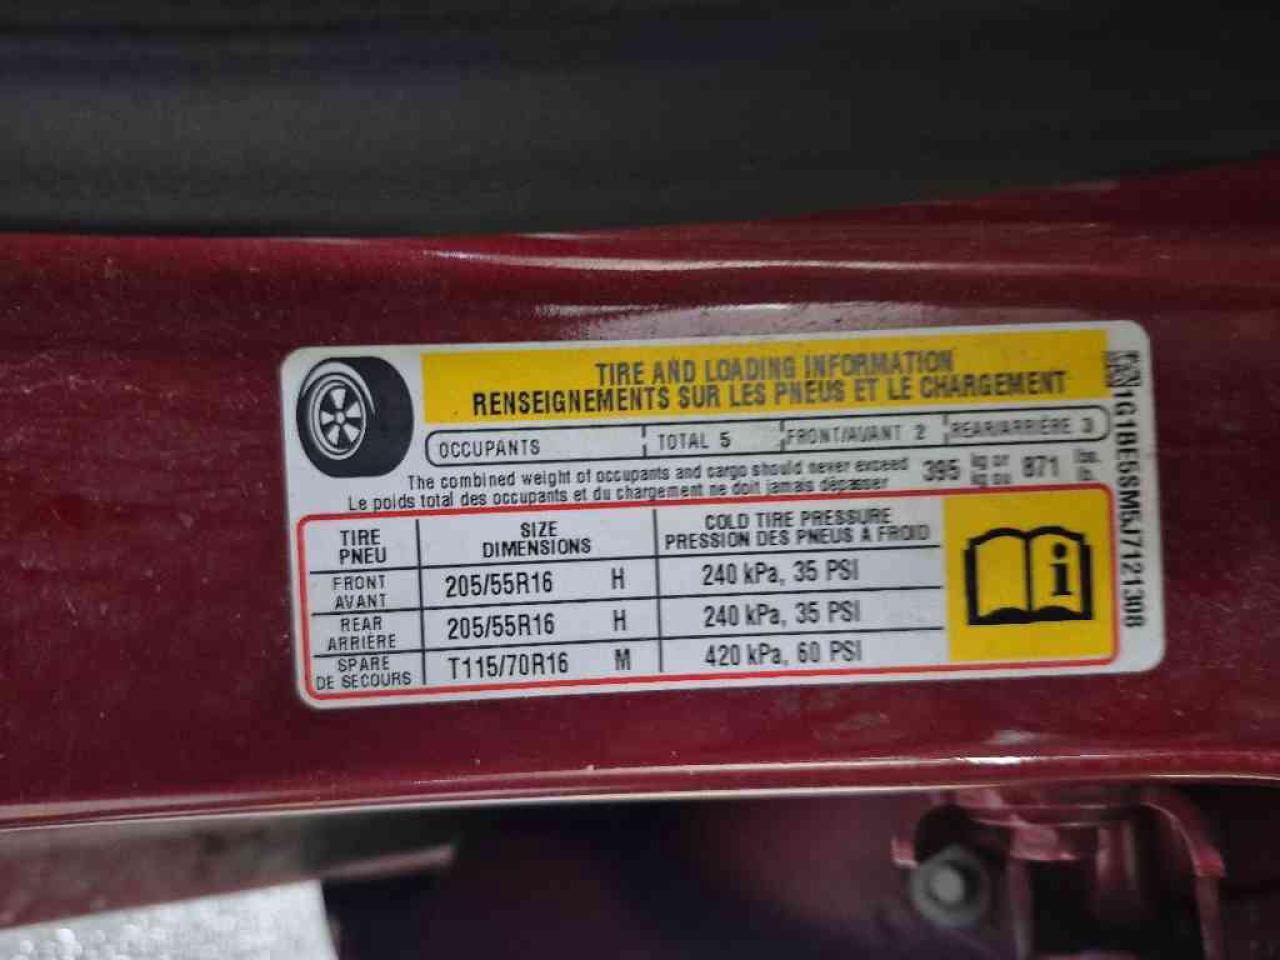 TIRE AND LOADING INFORMATION
RENSEIGNEMENTS SUR LES PNEUS ET LE CHARGEMENT
OCCUPANTS TOTAL 5 FRONT/AVANT 2 REAR/ARRIÈRE 3
The combined weight of occupants and cargo should never exceed 395 kg or 871 lbs.
Le poids total des occupants et du chargement ne doit jamais dépasser kg ou lb.
TIRE SIZE COLD TIRE PRESSURE
PNEU DIMENSIONS PRESSION DES PNEUS À FROID
FRONT
AVANT 205/55R16 H 240 kPa, 35 PSI
REAR
ARRIÈRE 205/55R16 H 240 kPa, 35 PSI
SPARE
DE SECOURS T115/70R16 M 420 kPa, 60 PSI
i
1G1BE5SM5J7121308